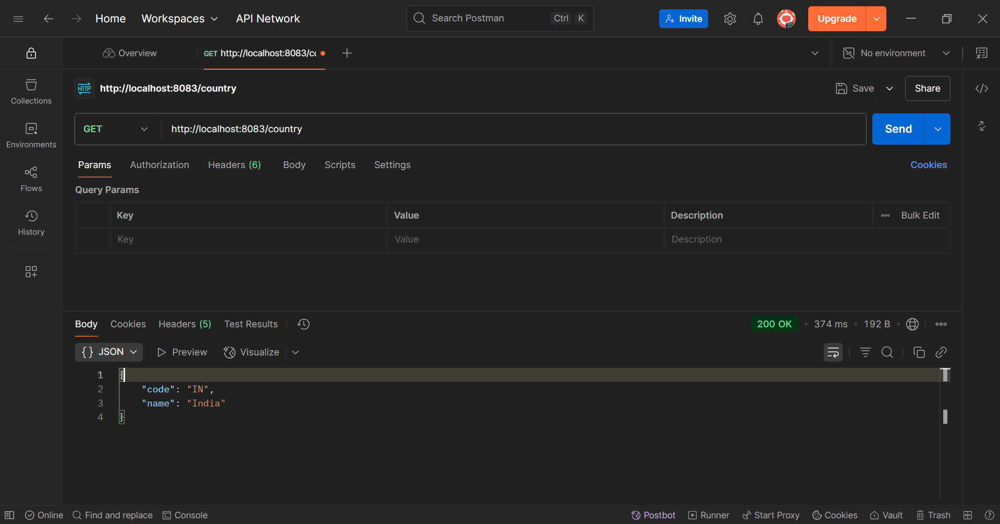 Home Workspaces API Network Search Postman Ctrl K Invite Upgrade
Overview GET http://localhost:8083/cc No environment
HTTP http://localhost:8083/country Save Share
Collections
GET http://localhost:8083/country Send
Environments
Params Authorization Headers (6) Body Scripts Settings Cookies
Flows
Query Params
Key Value Description Bulk Edit
History
Key Value Description
Body Cookies Headers (5) Test Results 200 OK • 374 ms • 192 B •
{} JSON Preview Visualize
1 {
2 "code": "IN",
3 "name": "India"
4 }
Online Find and replace Console Postbot Runner Start Proxy Cookies Vault Trash